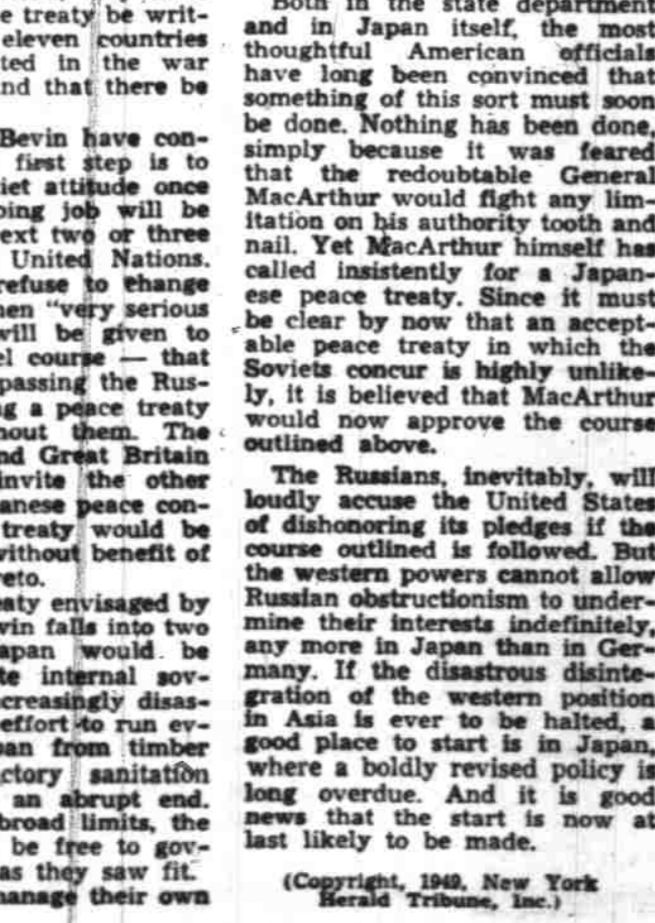 e treaty be writ-
eleven countries
ted in the war
nd that there be
Bevin have con-
first step is to
iet attitude once
oing job will be
ext two or three
United Nations.
refuse to change
hen "very serious
will be given to
el course — that
passing the Rus-
ng a peace treaty
hout them. The
nd Great Britain
invite the other
anese peace con-
treaty would be
without benefit of
eto.
eaty envisaged by
vin falls into two
apan would be
te internal sov-
creasingly disas-
effort to run ev-
pan from timber
ctory sanitation
an abrupt end.
broad limits, the
be free to gov-
as they saw fit.
manage their own
Both in the state department
and in Japan itself, the most
thoughtful American officials
have long been convinced that
something of this sort must soon
be done. Nothing has been done,
simply because it was feared
that the redoubtable General
MacArthur would fight any lim-
itation on his authority tooth and
nail. Yet MacArthur himself has
called insistently for a Japan-
ese peace treaty. Since it must
be clear by now that an accept-
able peace treaty in which the
Soviets concur is highly unlike-
ly, it is believed that MacArthur
would now approve the course
outlined above.
The Russians, inevitably, will
loudly accuse the United States
of dishonoring its pledges if the
course outlined is followed. But
the western powers cannot allow
Russian obstructionism to under-
mine their interests indefinitely,
any more in Japan than in Ger-
many. If the disastrous disinte-
gration of the western position
in Asia is ever to be halted, a
good place to start is in Japan,
where a boldly revised policy is
long overdue. And it is good
news that the start is now at
last likely to be made.
(Copyright, 1949, New York
Herald Tribune, Inc.)